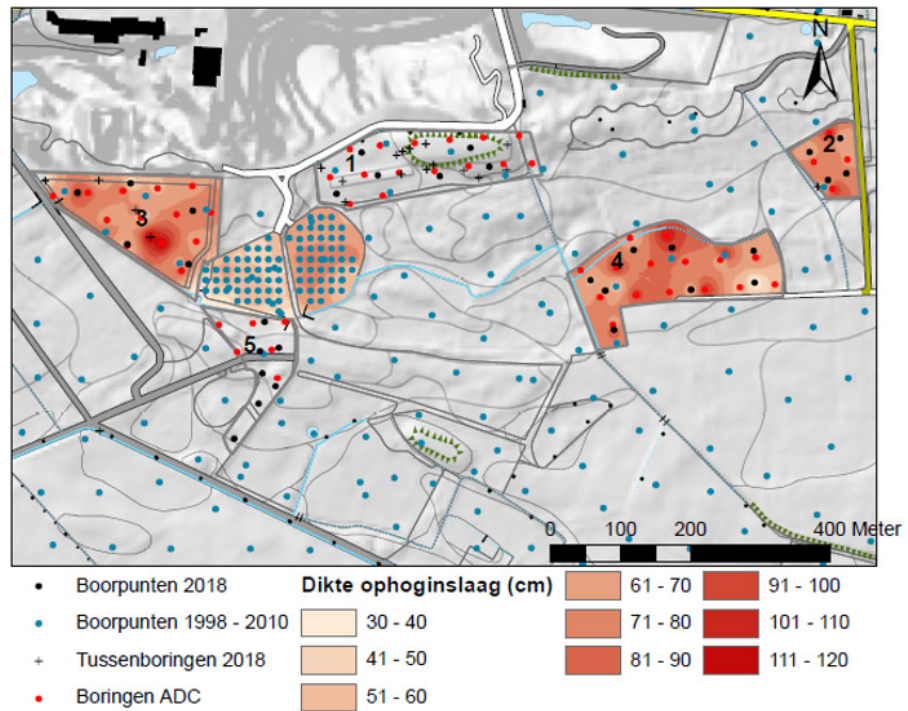 N
1
2
3
4
5
0 100 200 400 Meter
Boorpunten 2018
Boorpunten 1998 - 2010
Tussenboringen 2018
Boringen ADC
Dikte ophoginslaag (cm)
30 - 40
41 - 50
51 - 60
61 - 70
71 - 80
81 - 90
91 - 100
101 - 110
111 - 120